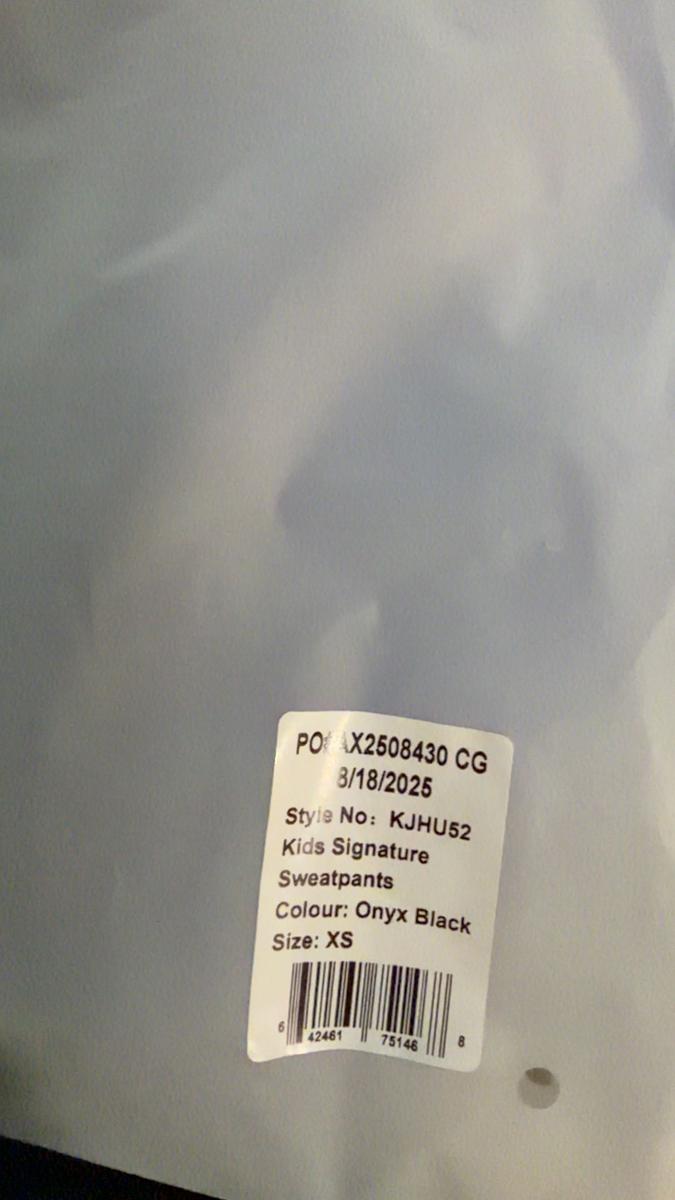 PO#AX2508430 CG
8/18/2025
Style No: KJHU52
Kids Signature
Sweatpants
Colour: Onyx Black
Size: XS
6 42461 75146 8